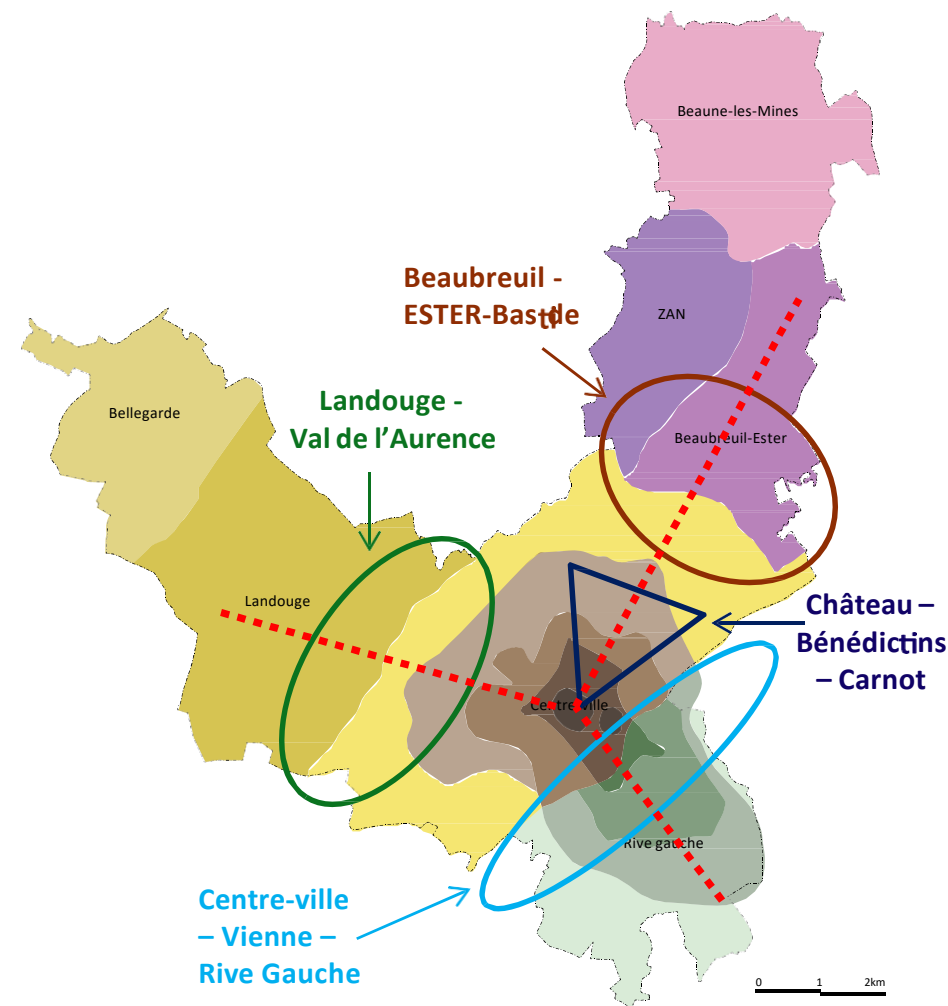 Beaune-les-Mines
Beaubreuil -
ESTER-Bastide
ZAN
Bellegarde
Landouge -
Val de l’Aurence
Beaubreuil-Ester
Landouge
Château –
Bénédictins
– Carnot
Centre-ville
Rive gauche
Centre-ville
– Vienne –
Rive Gauche
0 1 2km